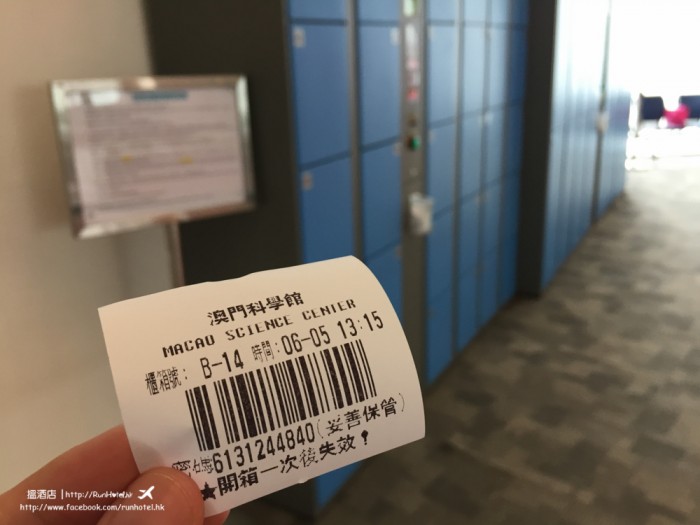 澳門科學館
MACAO SCIENCE CENTER
櫃箱號： B-14 時間：06-05 13:15
6131244840(妥善保管)
★開箱一次後失效！
搵酒店 | http://RunHotel.hk
http://www.facebook.com/runhotel.hk